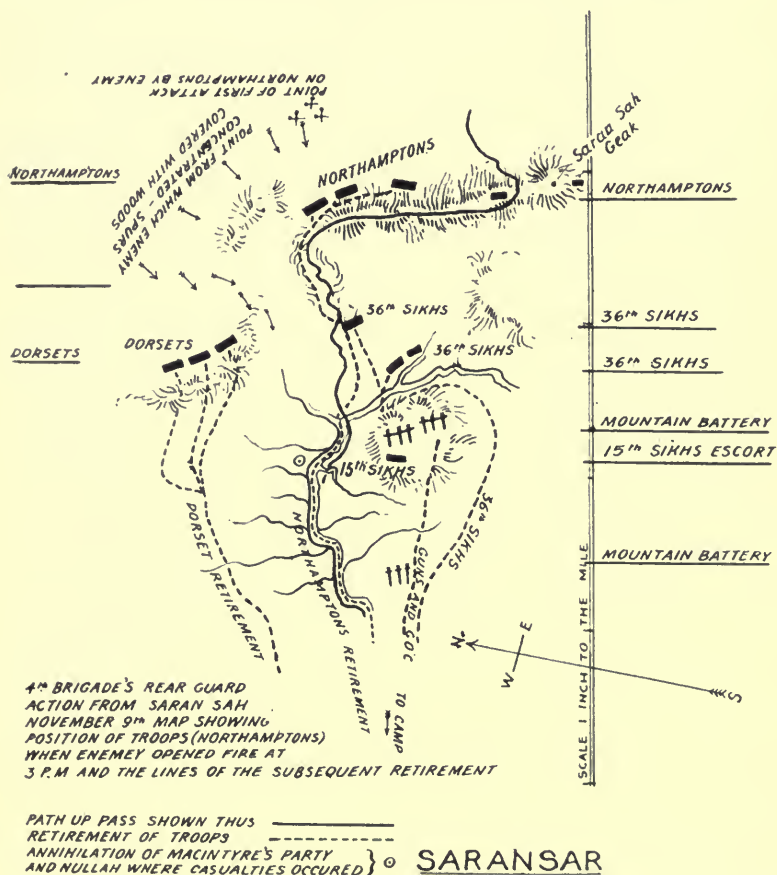 POINT OF FIRST ATTACK
ON NORTHAMPTONS BY ENEMY
POINT FROM WHICH ENEMY
CONCENTRATED - SPURS
COVERED WITH WOODS
NORTHAMPTONS
NORTHAMPTONS
Saran Sah
Geak
NORTHAMPTONS
36TH SIKHS
36TH SIKHS
DORSETS
DORSETS
36TH SIKHS
36TH SIKHS
MOUNTAIN BATTERY
15TH SIKHS
15TH SIKHS ESCORT
36TH SIKHS
MOUNTAIN BATTERY
DORSET RETIREMENT
NORTHAMPTONS RETIREMENT
GUNS AND GOC
TO CAMP
N
E
W
S
SCALE 1 INCH TO THE MILE
4TH BRIGADE'S REAR GUARD
ACTION FROM SARAN SAH
NOVEMBER 9TH MAP SHOWING
POSITION OF TROOPS (NORTHAMPTONS)
WHEN ENEMEY OPENED FIRE AT
3 P.M AND THE LINES OF THE SUBSEQUENT RETIREMENT
PATH UP PASS SHOWN THUS
RETIREMENT OF TROOPS
ANNIHILATION OF MACINTYRE'S PARTY
AND NULLAH WHERE CASUALTIES OCCURED
SARANSAR